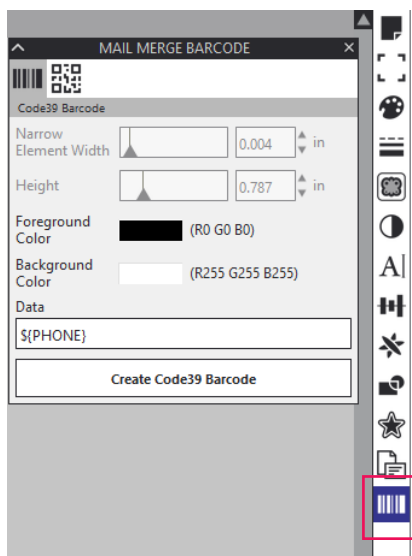 MAIL MERGE BARCODE
Code39 Barcode
Narrow
Element Width 0.004 in
Height 0.787 in
Foreground
Color (R0 G0 B0)
Background
Color (R255 G255 B255)
Data
${PHONE}
Create Code39 Barcode
A